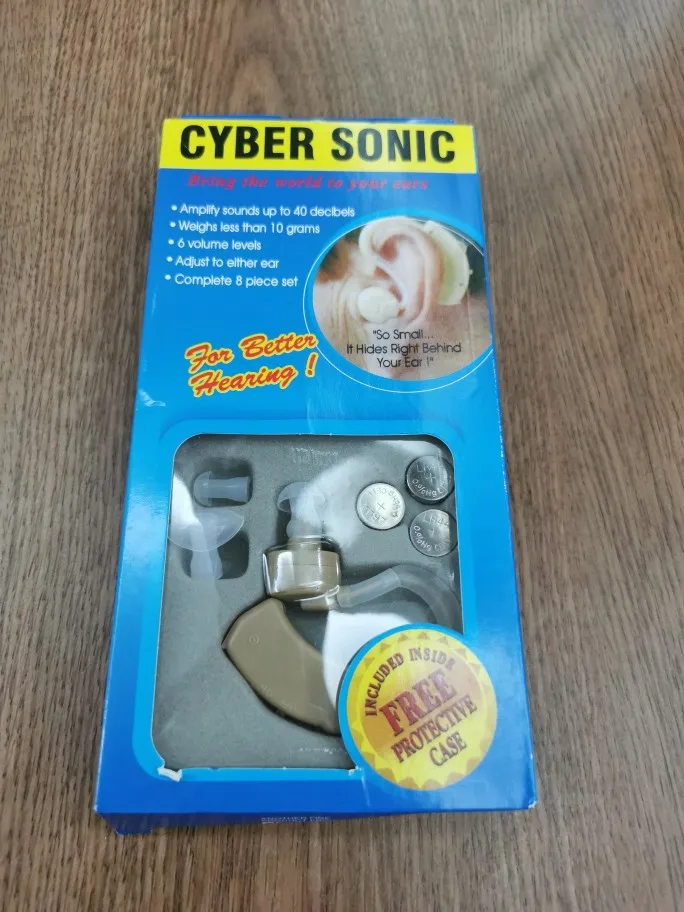 CYBER SONIC
Bring the world to your ears
• Amplify sounds up to 40 decibels
• Weighs less than 10 grams
• 6 volume levels
• Adjust to either ear
• Complete 8 piece set
"So Small....
It Hides Right Behind
Your Ear !"
For Better
Hearing !
INCLUDED INSIDE
FREE
PROTECTIVE
CASE